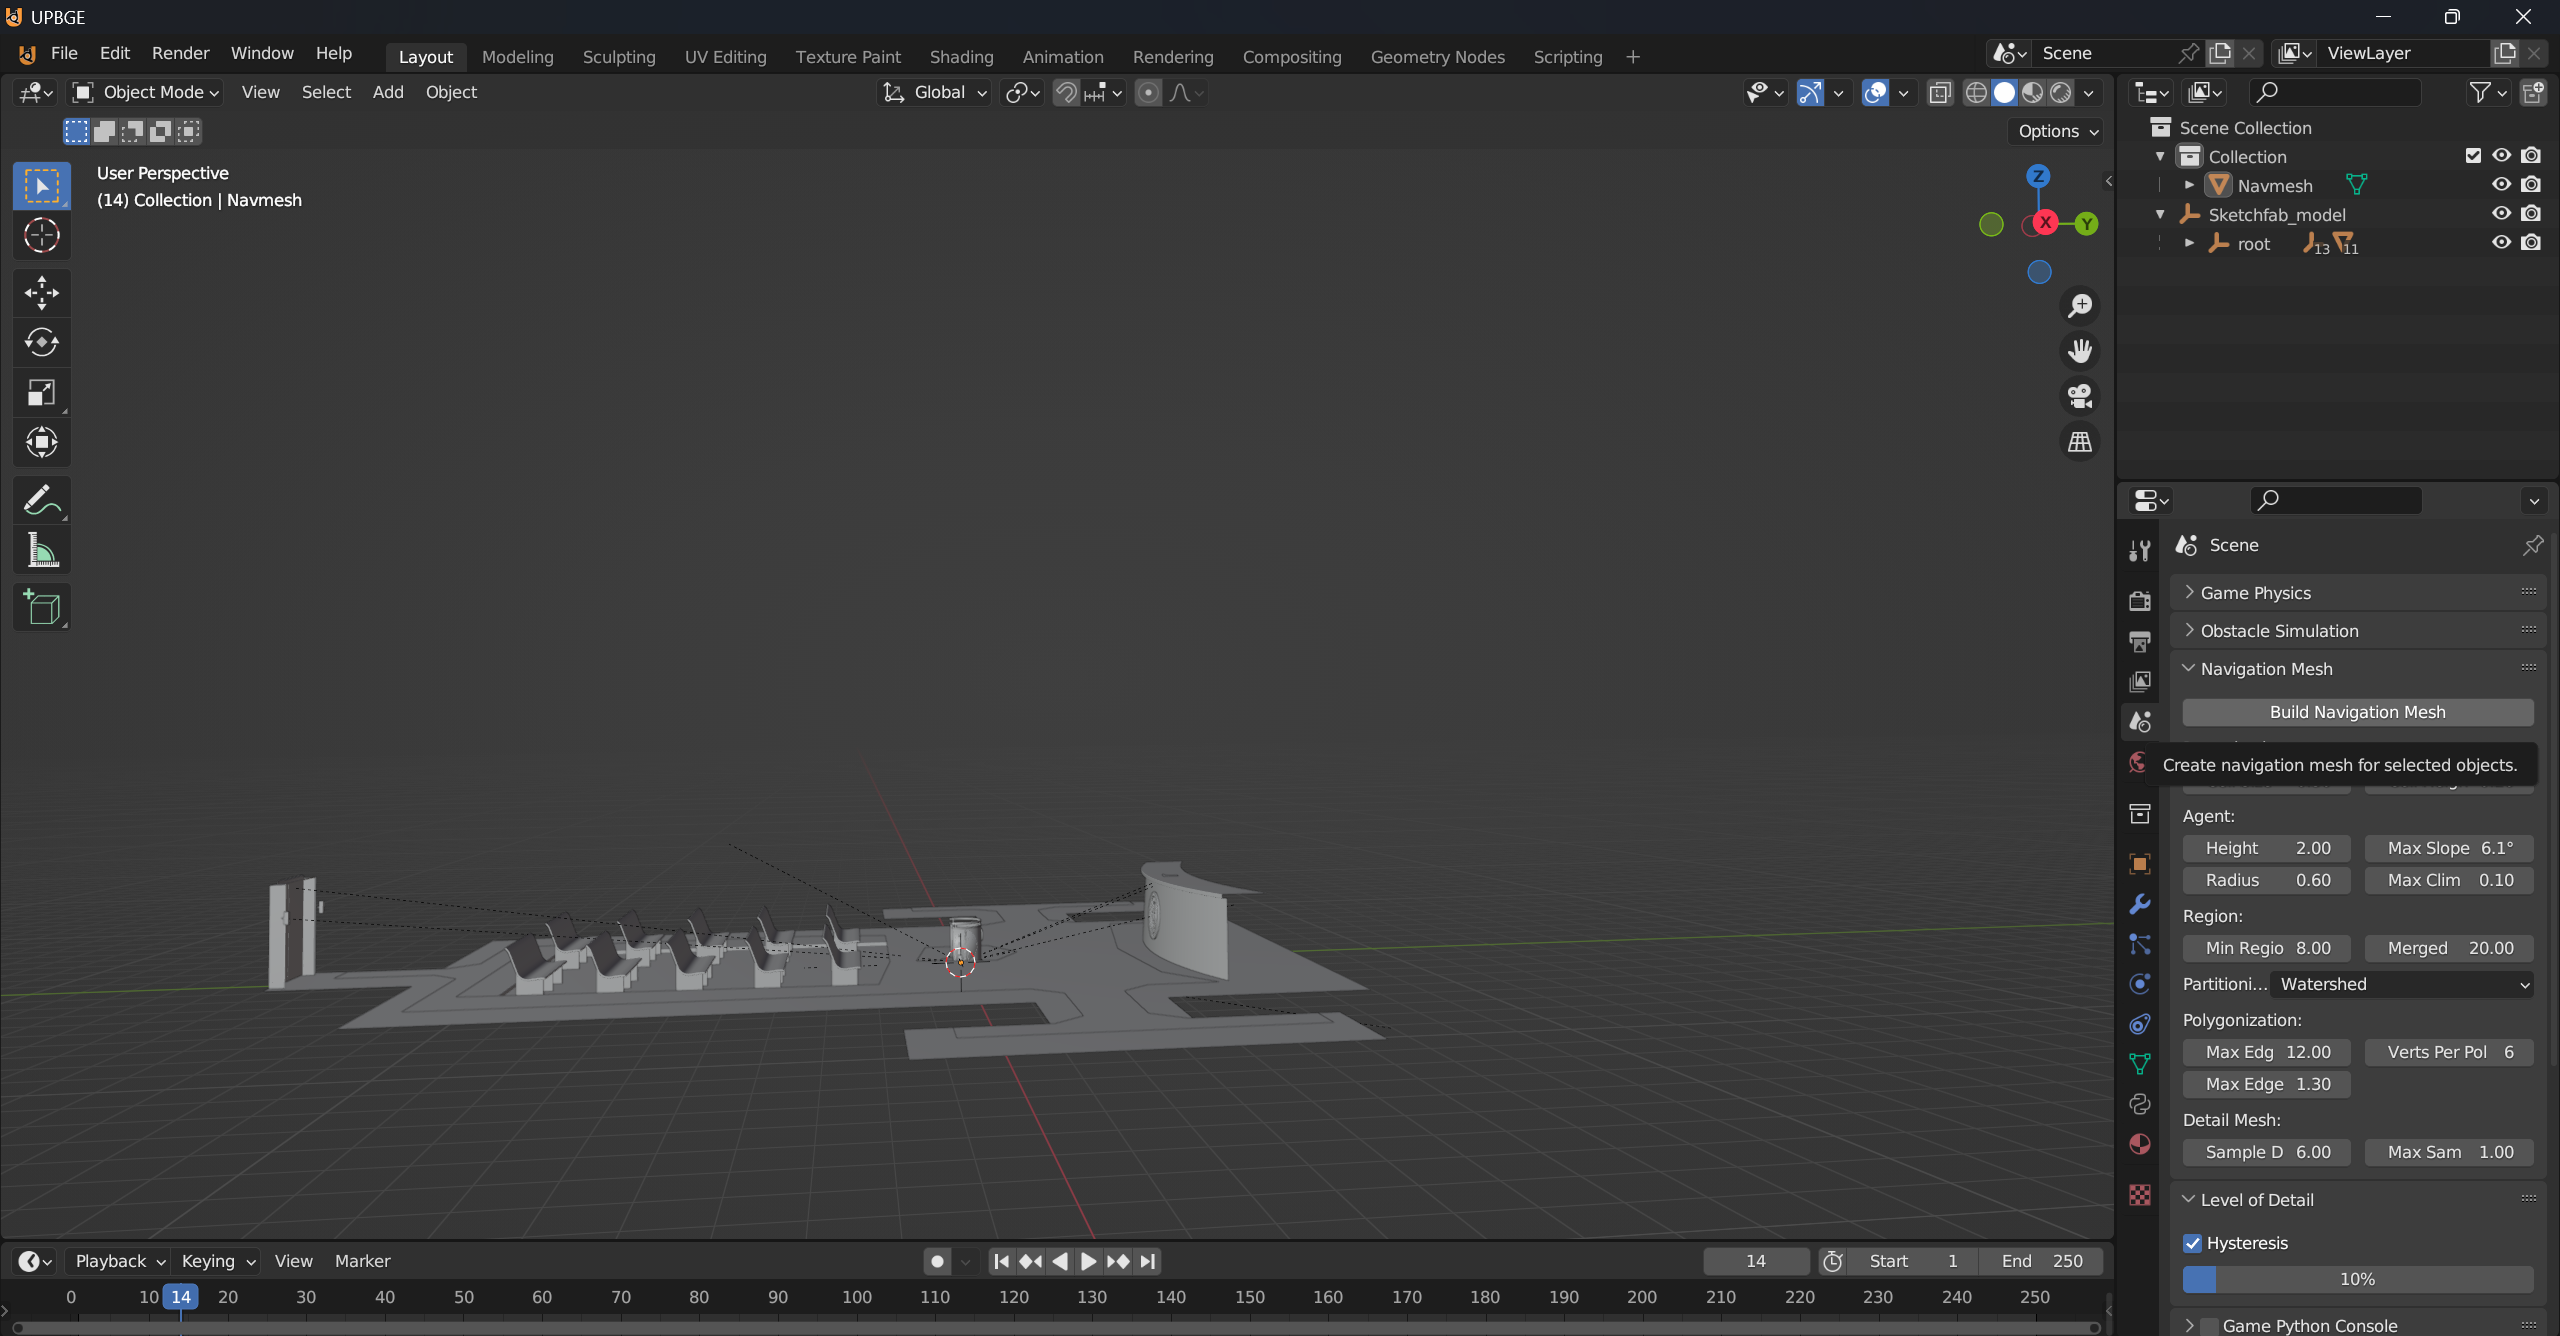 UPBGE
File Edit Render Window Help Layout Modeling Sculpting UV Editing Texture Paint Shading Animation Rendering Compositing Geometry Nodes Scripting + Scene ViewLayer
Object Mode View Select Add Object Global
Options
User Perspective
(14) Collection | Navmesh
Z
X
Y
Scene Collection
Collection
Navmesh
Sketchfab_model
root 13 11
Scene
Game Physics
Obstacle Simulation
Navigation Mesh
Build Navigation Mesh
Create navigation mesh for selected objects.
Agent:
Height 2.00 Max Slope 6.1°
Radius 0.60 Max Clim 0.10
Region:
Min Regio 8.00 Merged 20.00
Partitioni... Watershed
Polygonization:
Max Edg 12.00 Verts Per Pol 6
Max Edge 1.30
Detail Mesh:
Sample D 6.00 Max Sam 1.00
Level of Detail
Hysteresis
10%
Game Python Console
Playback Keying View Marker 14 Start 1 End 250
0 10 14 20 30 40 50 60 70 80 90 100 110 120 130 140 150 160 170 180 190 200 210 220 230 240 250